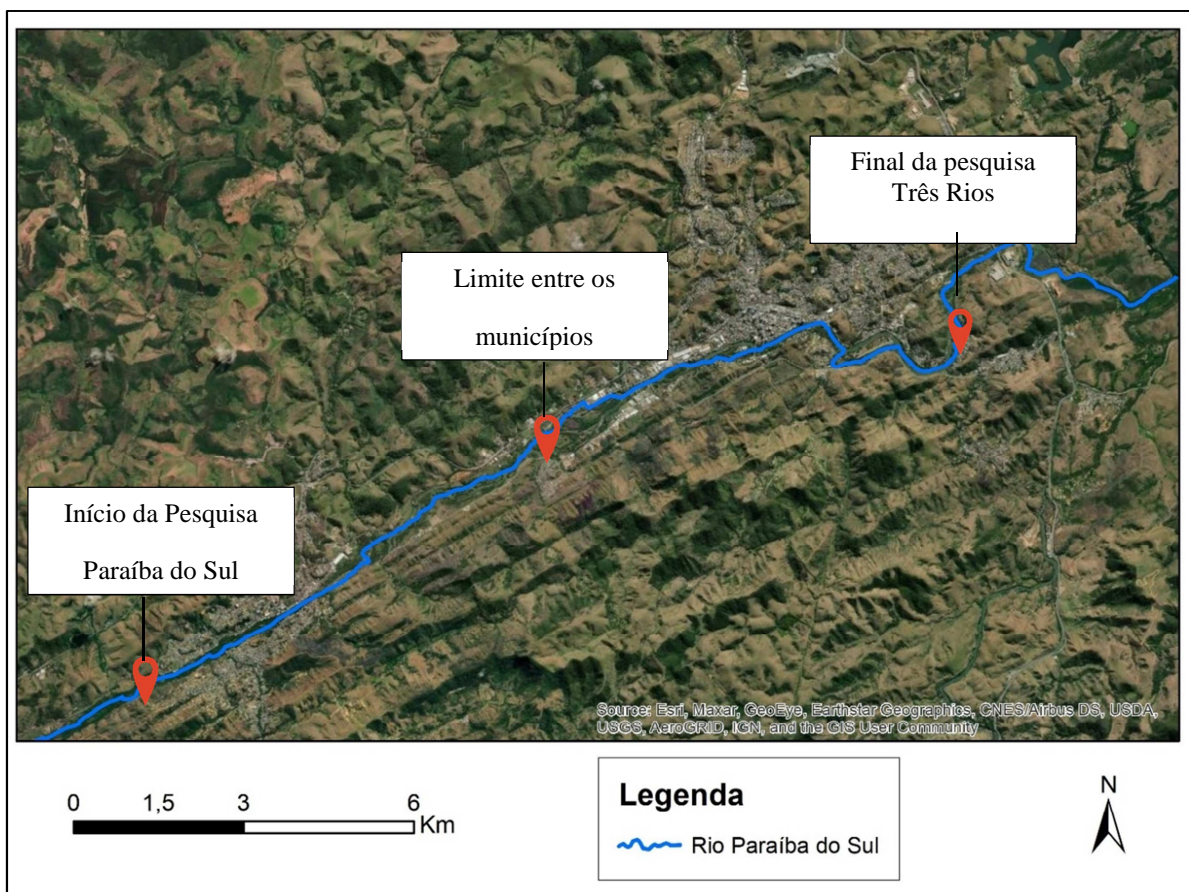 Final da pesquisa
Três Rios
Limite entre os
municípios
Início da Pesquisa
Paraíba do Sul
Source: Esri, Maxar, GeoEye, Earthstar Geographics, CNES/Airbus DS, USDA,
USGS, AeroGRID, IGN, and the GIS User Community
0 1,5 3 6
Km
Legenda
Rio Paraíba do Sul
N